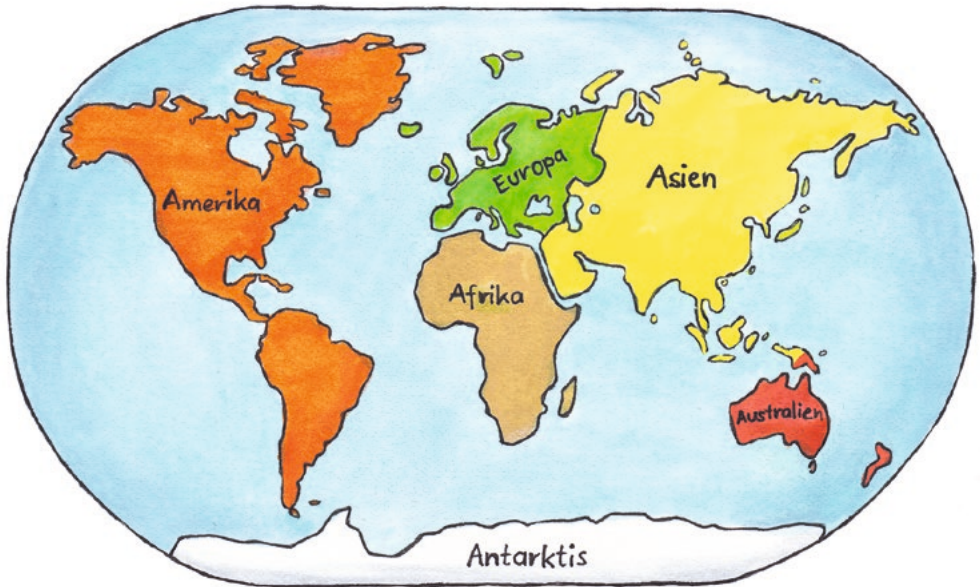 Europa
Asien
Amerika
Afrika
Australien
Antarktis